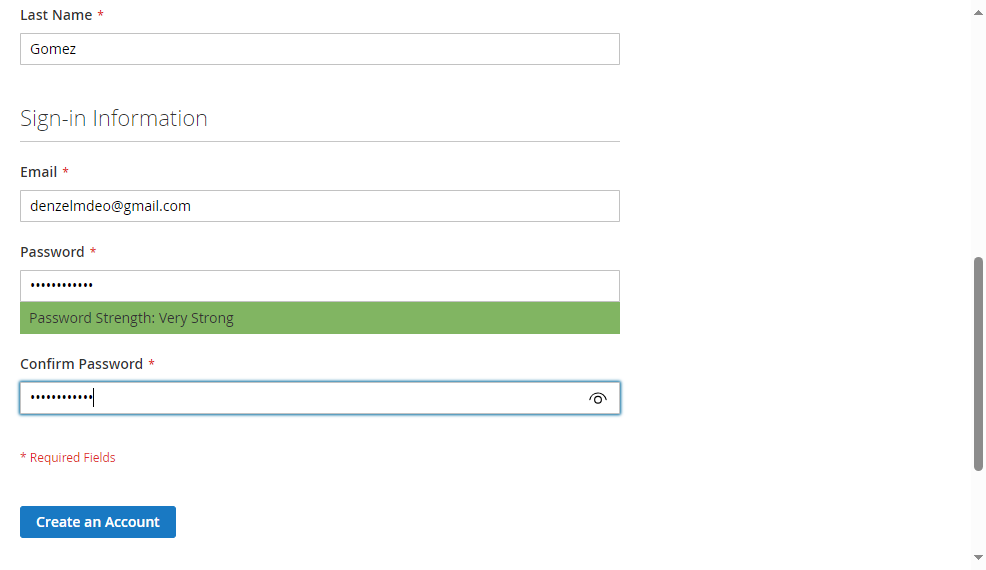 Last Name *
Gomez
Sign-in Information
Email *
denzelmdeo@gmail.com
Password *
••••••••••••
Password Strength: Very Strong
Confirm Password *
••••••••••••
* Required Fields
Create an Account